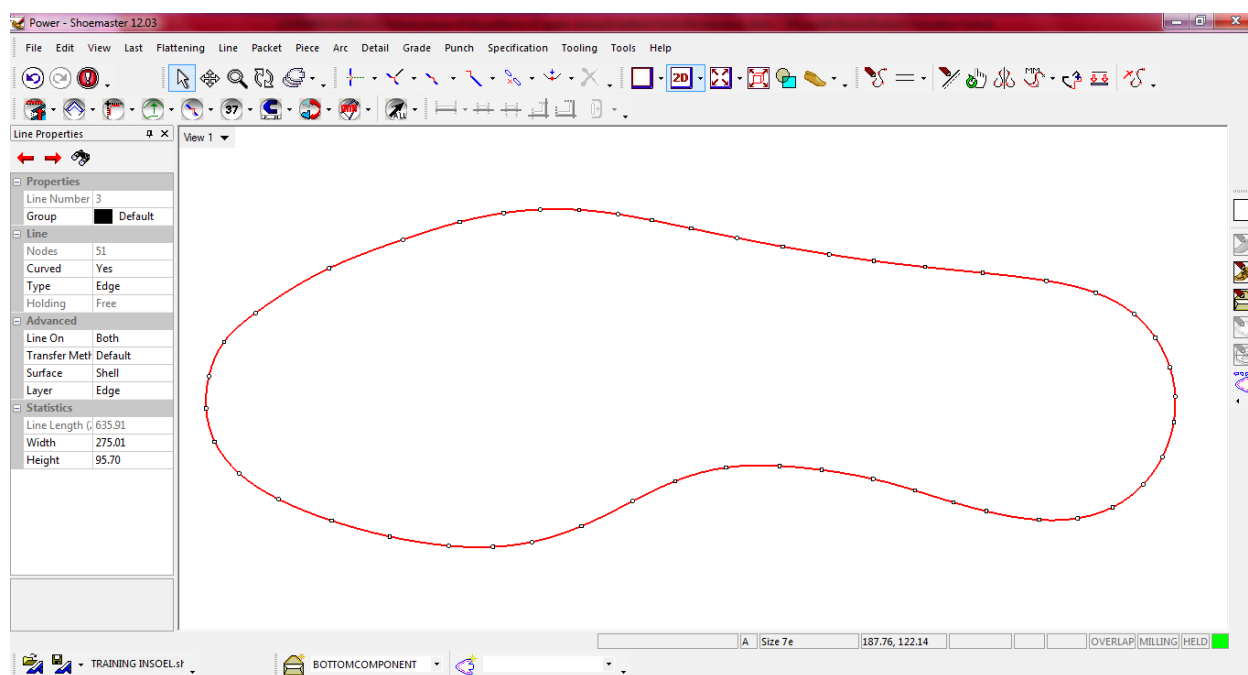 Power - Shoemaster 12.03
File Edit View Last Flattening Line Packet Piece Arc Detail Grade Punch Specification Tooling Tools Help
2D
MM
37
Line Properties
View 1
Properties
Line Number 3
Group Default
Line
Nodes 51
Curved Yes
Type Edge
Holding Free
Advanced
Line On Both
Transfer Meth Default
Surface Shell
Layer Edge
Statistics
Line Length (2 635.91
Width 275.01
Height 95.70
A Size 7e 187.76, 122.14 OVERLAP MILLING HELD
TRAINING INSOEL.sh BOTTOMCOMPONENT